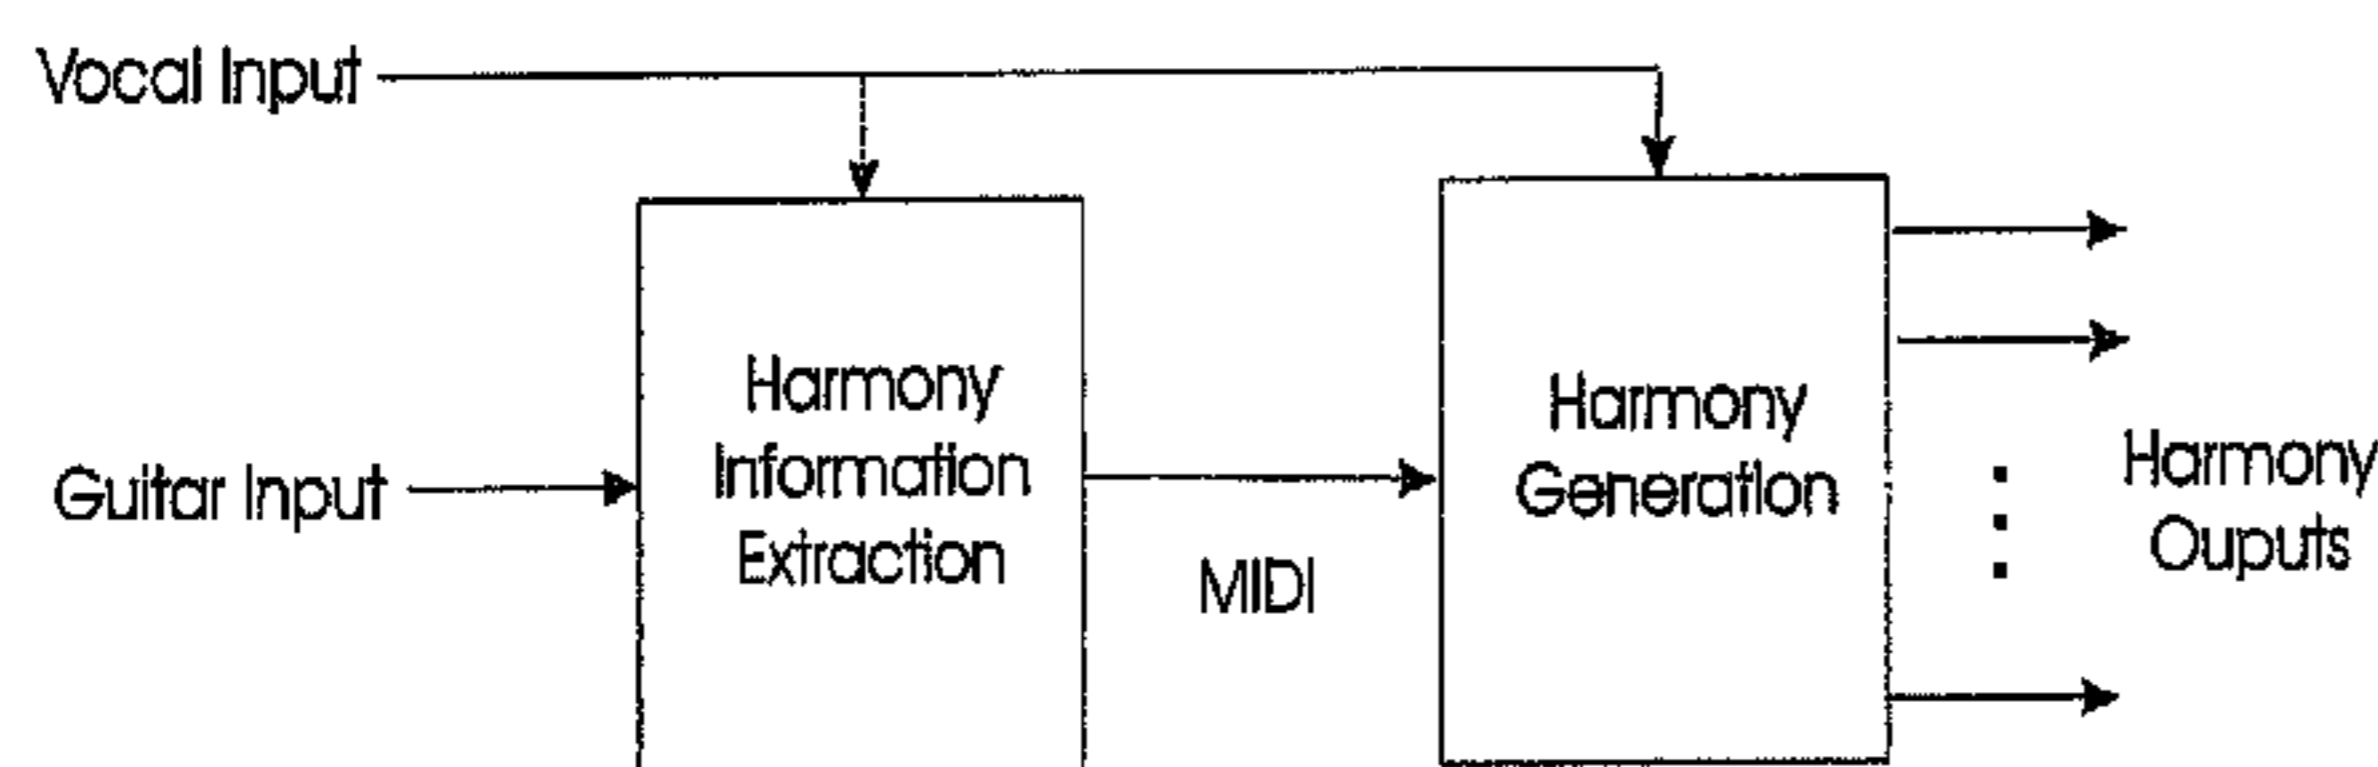 Vocal Input
Guitar Input
Harmony
Information
Extraction
MIDI
Harmony
Generation
Harmony
Ouputs